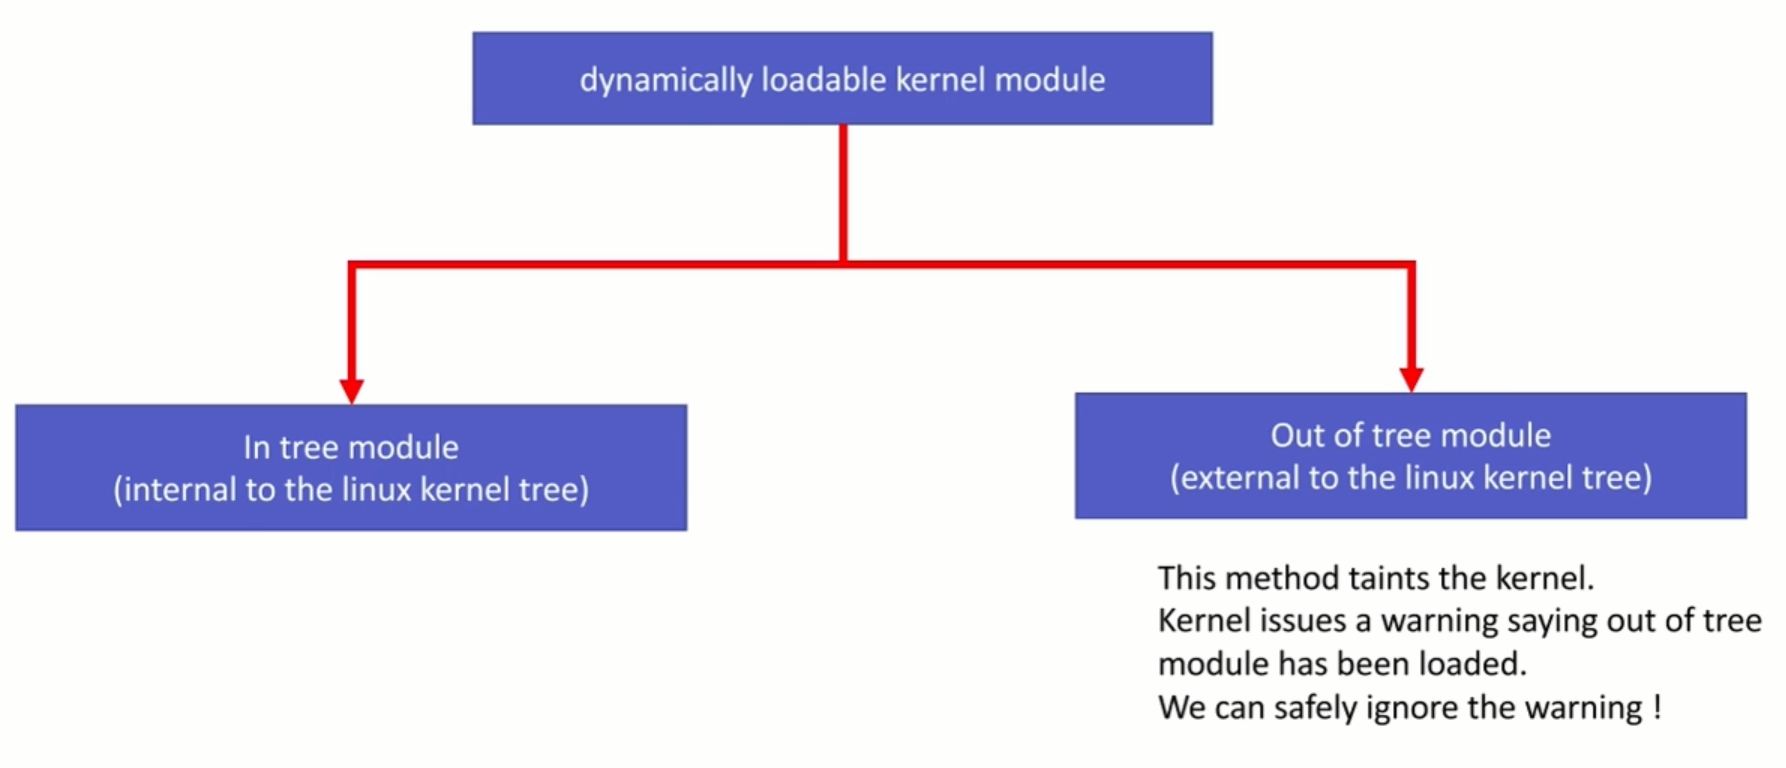 dynamically loadable kernel module
In tree module
(internal to the linux kernel tree)
Out of tree module
(external to the linux kernel tree)
This method taints the kernel.
Kernel issues a warning saying out of tree
module has been loaded.
We can safely ignore the warning !